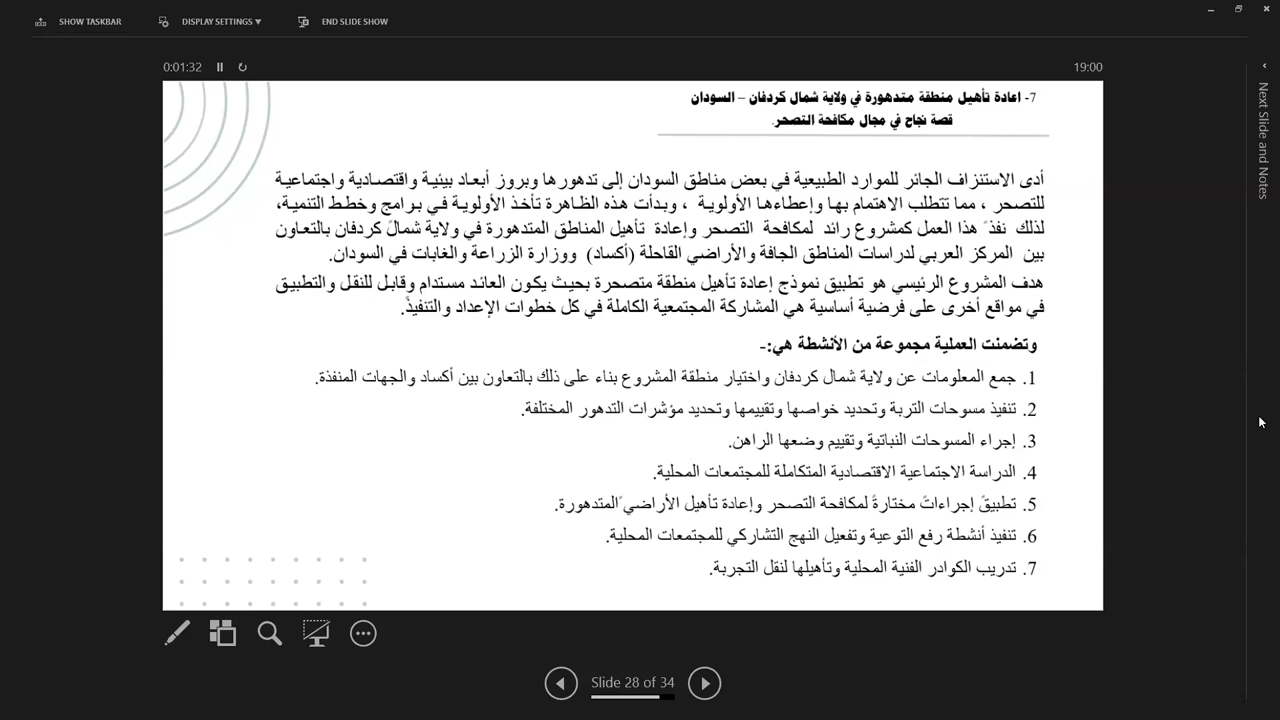 SHOW TASKBAR DISPLAY SETTINGS ▼ END SLIDE SHOW
0:01:32 19:00
Next Slide and Notes
7- اعادة تأهيل منطقة متدهورة في ولاية شمال كردفان – السودان
قصة نجاح في مجال مكافحة التصحر.
أدى الاستنزاف الجائر للموارد الطبيعية في بعض مناطق السودان إلى تدهورها وبروز أبعاد بيئية واقتصادية واجتماعية
للتصحر ، مما تتطلب الاهتمام بها وإعطاءها الأولوية ، وبدأت هذه الظاهرة تأخذ الأولوية في برامج وخطط التنمية،
لذلك نفذ ً هذا العمل كمشروع رائد لمكافحة التصحر وإعادة تأهيل المناطق المتدهورة في ولاية شمالً كردفان بالتعاون
بين المركز العربي لدراسات المناطق الجافة والأراضي القاحلة (أكساد) ووزارة الزراعة والغابات في السودان.
هدف المشروع الرئيسي هو تطبيق نموذج إعادة تأهيل منطقة متصحرة بحيث يكون العائد مستدام وقابل للنقل والتطبيق
في مواقع أخرى على فرضية أساسية هي المشاركة المجتمعية الكاملة في كل خطوات الإعداد والتنفيذً.
وتضمنت العملية مجموعة من الأنشطة هي:-
1. جمع المعلومات عن ولاية شمال كردفان واختيار منطقة المشروع بناء على ذلك بالتعاون بين أكساد والجهات المنفذة.
2. تنفيذ مسوحات التربة وتحديد خواصها وتقييمها وتحديد مؤشرات التدهور المختلفة.
3. إجراء المسوحات النباتية وتقييم وضعها الراهن.
4. الدراسة الاجتماعية الاقتصادية المتكاملة للمجتمعات المحلية.
5. تطبيقً إجراءاتً مختارةً لمكافحة التصحر وإعادة تأهيل الأراضي ًالمتدهورة.
6. تنفيذ أنشطة رفع التوعية وتفعيل النهج التشاركي للمجتمعات المحلية.
7. تدريب الكوادر الفنية المحلية وتأهيلها لنقل التجربة.
Slide 28 of 34